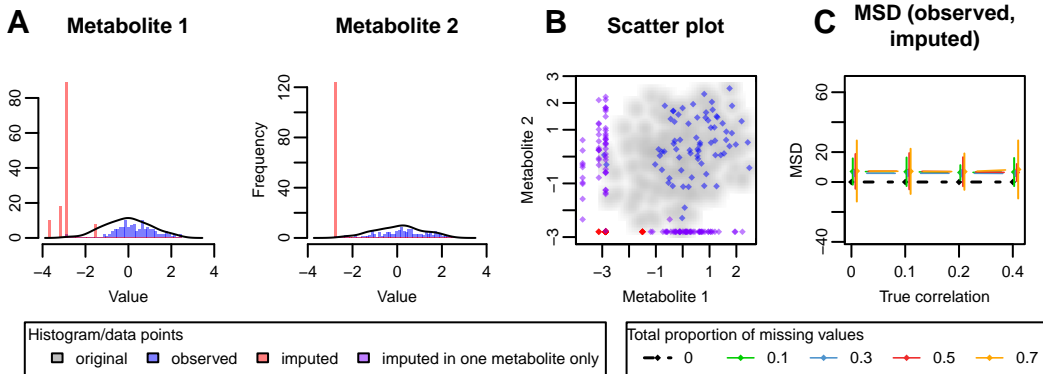 A
Metabolite 1
0 20 40 60 80
−4 −2 0 2 4
Value
Metabolite 2
Frequency
0 40 80 120
−4 −2 0 2 4
Value
B
Scatter plot
Metabolite 2
−3 −1 1 2 3
−3 −1 0 1 2
Metabolite 1
C
MSD (observed,
imputed)
MSD
−40 0 20 60
0 0.1 0.2 0.4
True correlation
Histogram/data points
original observed imputed imputed in one metabolite only
Total proportion of missing values
0 0.1 0.3 0.5 0.7